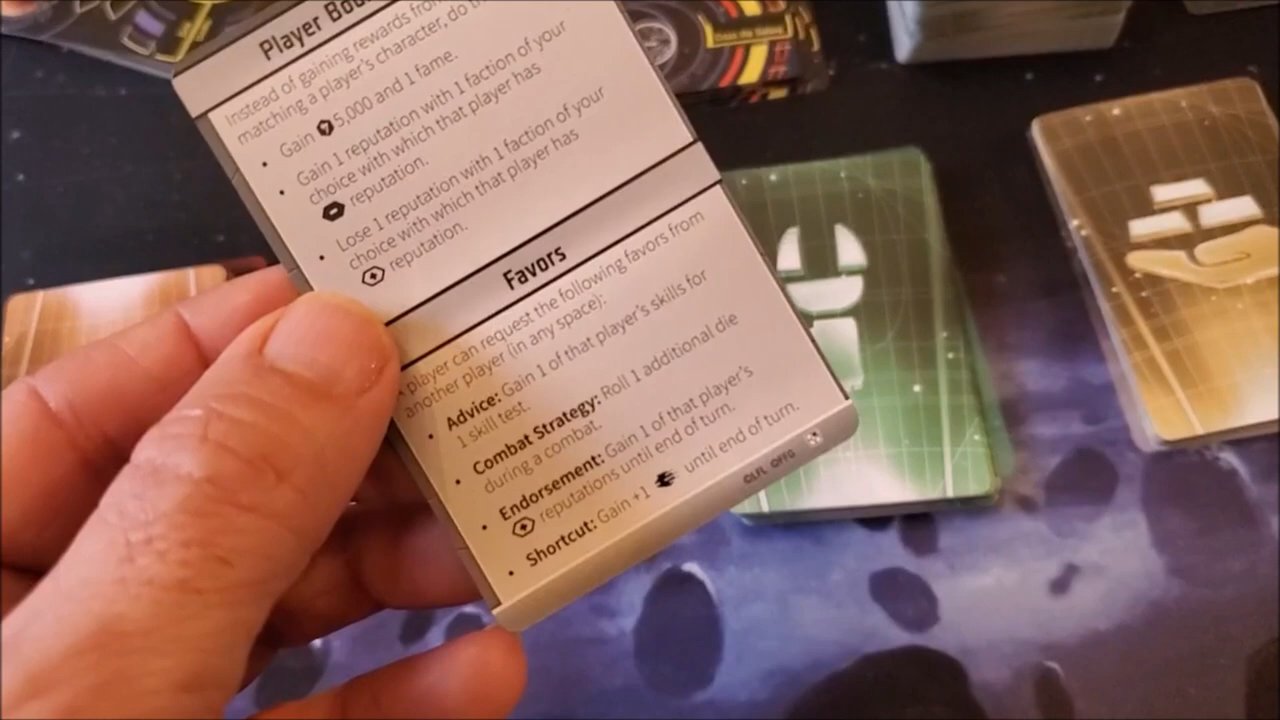 Player Bou
Instead of gaining rewards from
matching a player's character, do th
• Gain 5,000 and 1 fame.
• Gain 1 reputation with 1 faction of your
choice with which that player has
reputation.
• Lose 1 reputation with 1 faction of your
choice with which that player has
reputation.
Favors
player can request the following favors from
another player (in any space):
• Advice: Gain 1 of that player's skills for
1 skill test.
• Combat Strategy: Roll 1 additional die
during a combat.
• Endorsement: Gain 1 of that player's
reputations until end of turn.
• Shortcut: Gain +1 until end of turn.
©LFL ©FFG